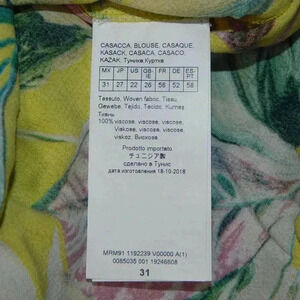 CASACCA, BLOUSE, CASAQUE,
KASACK, CASACA, CASACO,
KAZAK, Туника,Куртка
MX JP US GB-IE FR DE ES-PT
31 27 22 26 56 52 58
Tessuto, Woven fabric, Tissu,
Gewebe, Tejido, Tecido, Kumaş,
Ткань
100% viscosa, viscose, viscose,
Viskose, viscosa, viscose,
viskoz, Вискоза
Prodotto importato
チュニジア製
сделано в Тунис
дата изготовления 18-10-2018
MRM91 1192239 V00000 A(1)
0085035 001 19246608
31